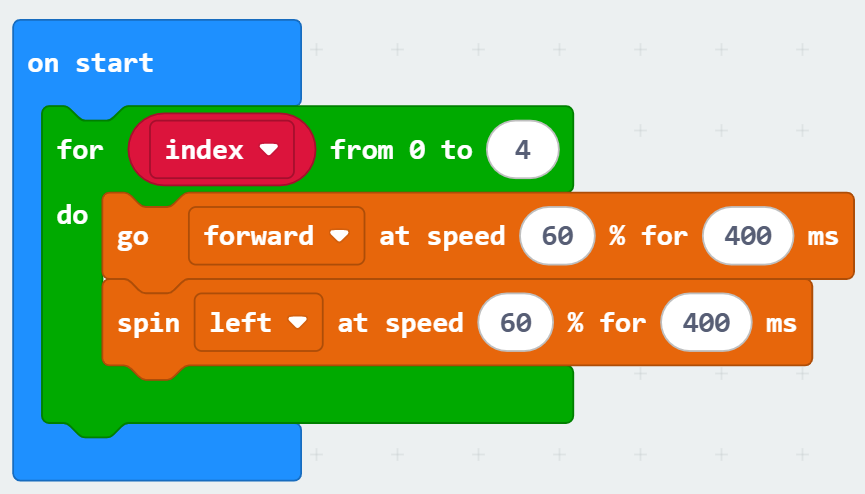 on start
for index from 0 to 4
do
go forward at speed 60 % for 400 ms
spin left at speed 60 % for 400 ms